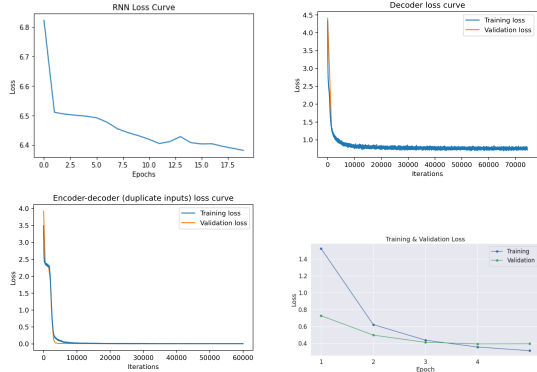 RNN Loss Curve
6.8
6.7
6.6
6.5
6.4
Loss
0.0 2.5 5.0 7.5 10.0 12.5 15.0 17.5
Epochs
Decoder loss curve
Training loss
Validation loss
4.5
4.0
3.5
3.0
2.5
2.0
1.5
1.0
Loss
0 10000 20000 30000 40000 50000 60000 70000
Iterations
Encoder-decoder (duplicate inputs) loss curve
Training loss
Validation loss
4.0
3.5
3.0
2.5
2.0
1.5
1.0
0.5
0.0
Loss
0 10000 20000 30000 40000 50000 60000
Iterations
Training & Validation Loss
Training
Validation
1.4
1.2
1.0
0.8
0.6
0.4
Loss
1 2 3 4
Epoch